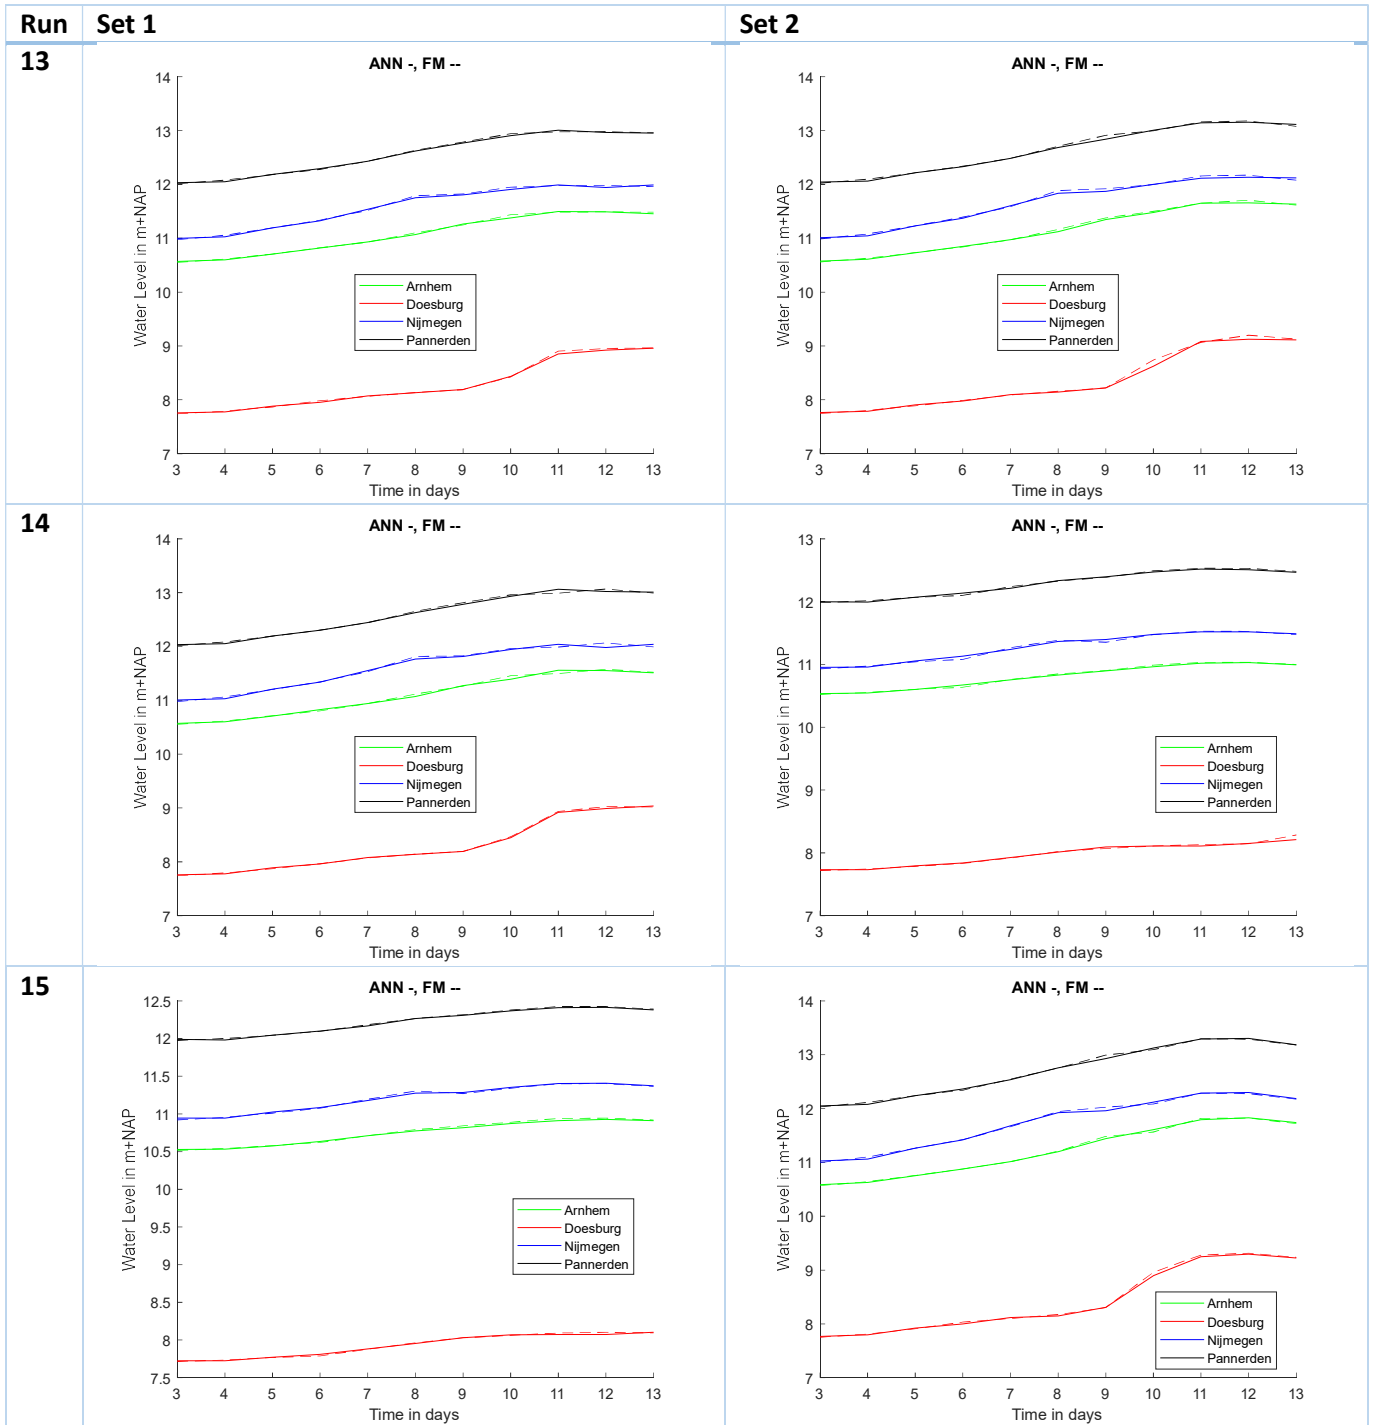 Run Set 1 Set 2
13
ANN -, FM --
14
13
12
11
10
9
8
7
Water Level in m+NAP
Arnhem
Doesburg
Nijmegen
Pannerden
3 4 5 6 7 8 9 10 11 12 13
Time in days
ANN -, FM --
14
13
12
11
10
9
8
7
Water Level in m+NAP
Arnhem
Doesburg
Nijmegen
Pannerden
3 4 5 6 7 8 9 10 11 12 13
Time in days
14
ANN -, FM --
14
13
12
11
10
9
8
7
Water Level in m+NAP
Arnhem
Doesburg
Nijmegen
Pannerden
3 4 5 6 7 8 9 10 11 12 13
Time in days
ANN -, FM --
13
12
11
10
9
8
7
Water Level in m+NAP
Arnhem
Doesburg
Nijmegen
Pannerden
3 4 5 6 7 8 9 10 11 12 13
Time in days
15
ANN -, FM --
12.5
12
11.5
11
10.5
10
9.5
9
8.5
8
7.5
Water Level in m+NAP
Arnhem
Doesburg
Nijmegen
Pannerden
3 4 5 6 7 8 9 10 11 12 13
Time in days
ANN -, FM --
14
13
12
11
10
9
8
7
Water Level in m+NAP
Arnhem
Doesburg
Nijmegen
Pannerden
3 4 5 6 7 8 9 10 11 12 13
Time in days